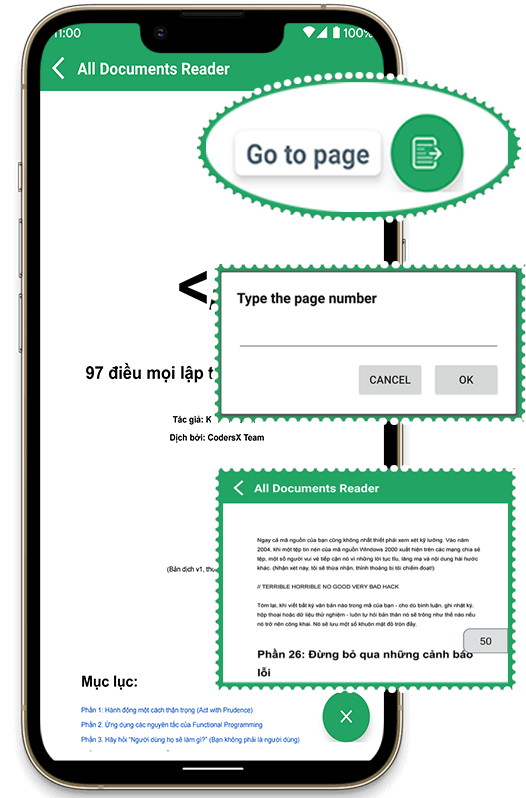 11:00
100%
All Documents Reader
Go to page
<
Type the page number
97 điều mọi lập
CANCEL
OK
Tác giả: K
Dịch bởi: CodersX Team
All Documents Reader
Ngay cả mã nguồn của bạn cũng không nhất thiết phải xem xét kỹ lưỡng. Vào năm
2004, khi một tệp tin nén của mã nguồn Windows 2000 xuất hiện trên các mạng chia sẻ
tệp, một số người vui vẻ tiếp cận nó vì những lời tục tĩu, lăng mạ và nội dung hài hước
khác. (Nhận xét này, tôi sẽ thừa nhận, thỉnh thoảng bị tôi chiếm đoạt!)
// TERRIBLE HORRIBLE NO GOOD VERY BAD HACK
Tóm lại, khi viết bất kỳ văn bản nào trong mã của bạn - cho dù bình luận, ghi nhật ký,
hộp thoại hoặc dữ liệu thử nghiệm - luôn tự hỏi bản thân nó sẽ trông như thế nào nếu
nó trở nên công khai. Nó sẽ lưu một số khuôn mặt đỏ tròn đấy.
50
Phần 26: Đừng bỏ qua những cảnh báo
lỗi
(Bản dịch v1,
Mục lục:
Phần 1: Hành động một cách thận trọng (Act with Prudence)
Phần 2. Ứng dụng các nguyên tắc của Functional Programming
Phần 3. Hãy hỏi “Người dùng họ sẽ làm gì?” (Bạn không phải là người dùng)